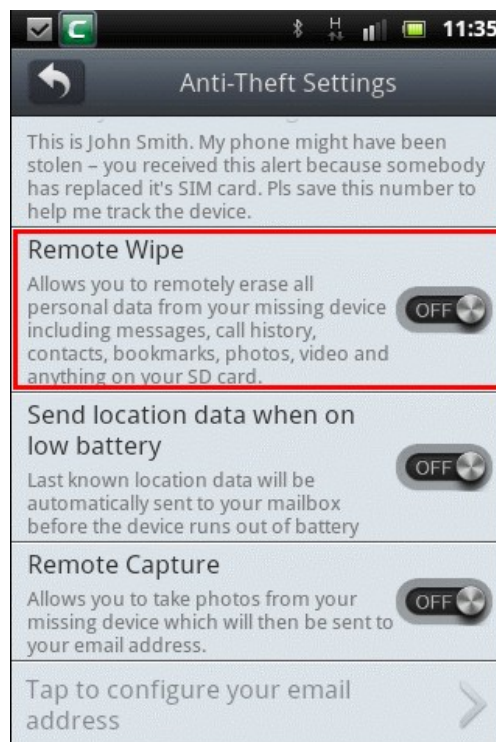 H
11:35
Anti-Theft Settings
This is John Smith. My phone might have been
stolen – you received this alert because somebody
has replaced it's SIM card. Pls save this number to
help me track the device.
Remote Wipe
Allows you to remotely erase all
personal data from your missing device
including messages, call history,
contacts, bookmarks, photos, video and
anything on your SD card.
OFF
Send location data when on
low battery
Last known location data will be
automatically sent to your mailbox
before the device runs out of battery
OFF
Remote Capture
Allows you to take photos from your
missing device which will then be sent to
your email address.
OFF
Tap to configure your email
address